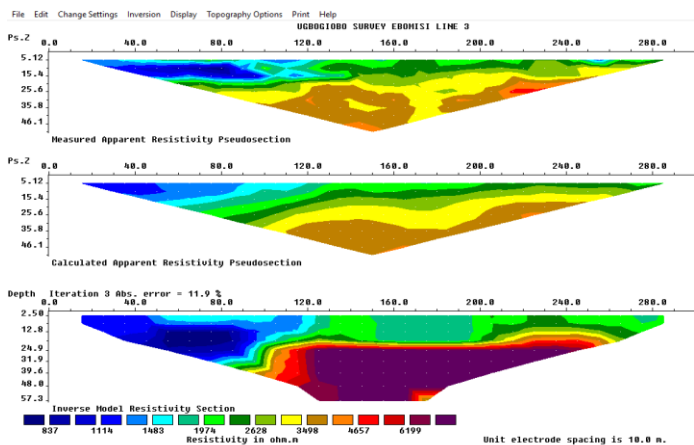 File Edit Change Settings Inversion Display Topography Options Print Help
UGBOGIOBO SURVEY EBOMISI LINE 3
Ps.Z 0.0 40.0 80.0 120.0 160.0 200.0 240.0 280.0
5.12
15.4
25.6
35.8
46.1
Measured Apparent Resistivity Pseudosection
Ps.Z 0.0 40.0 80.0 120.0 160.0 200.0 240.0 280.0
5.12
15.4
25.6
35.8
46.1
Calculated Apparent Resistivity Pseudosection
Depth Iteration 3 Abs. error = 11.9 %
0.0 40.0 80.0 120.0 160.0 200.0 240.0 280.0
2.50
12.8
24.9
31.9
39.6
48.0
57.3
Inverse Model Resistivity Section
837 1114 1483 1974 2628 3498 4657 6199
Resistivity in ohm.m
Unit electrode spacing is 10.0 m.